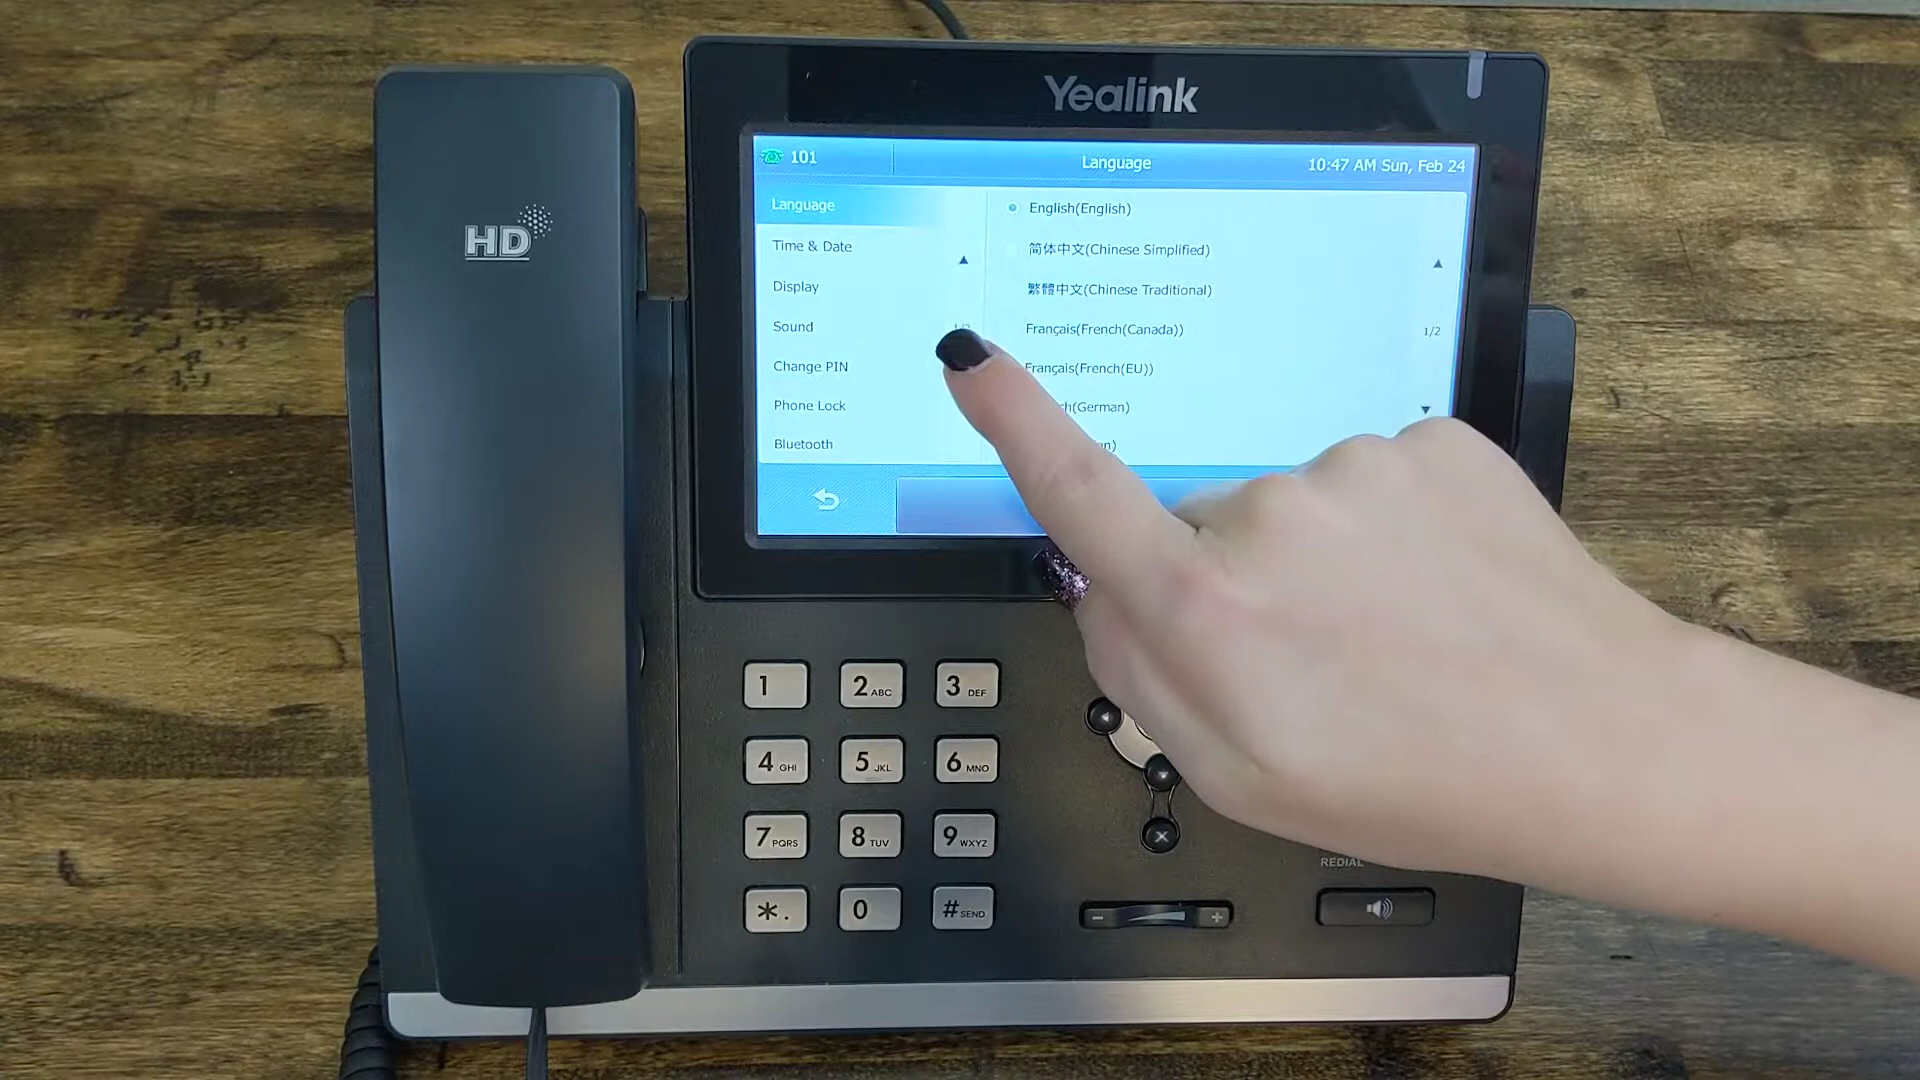 Yealink
HD
101
Language
10:47 AM Sun, Feb 24
Language
Time & Date
Display
Sound
Change PIN
Phone Lock
Bluetooth
1/2
English(English)
简体中文(Chinese Simplified)
繁體中文(Chinese Traditional)
Français(French(Canada))
Français(French(EU))
(German)
1/2
1
2 ABC
3 DEF
4 GHI
5 JKL
6 MNO
7 PQRS
8 TUV
9 WXYZ
* .
0
# SEND
REDIAL
- +